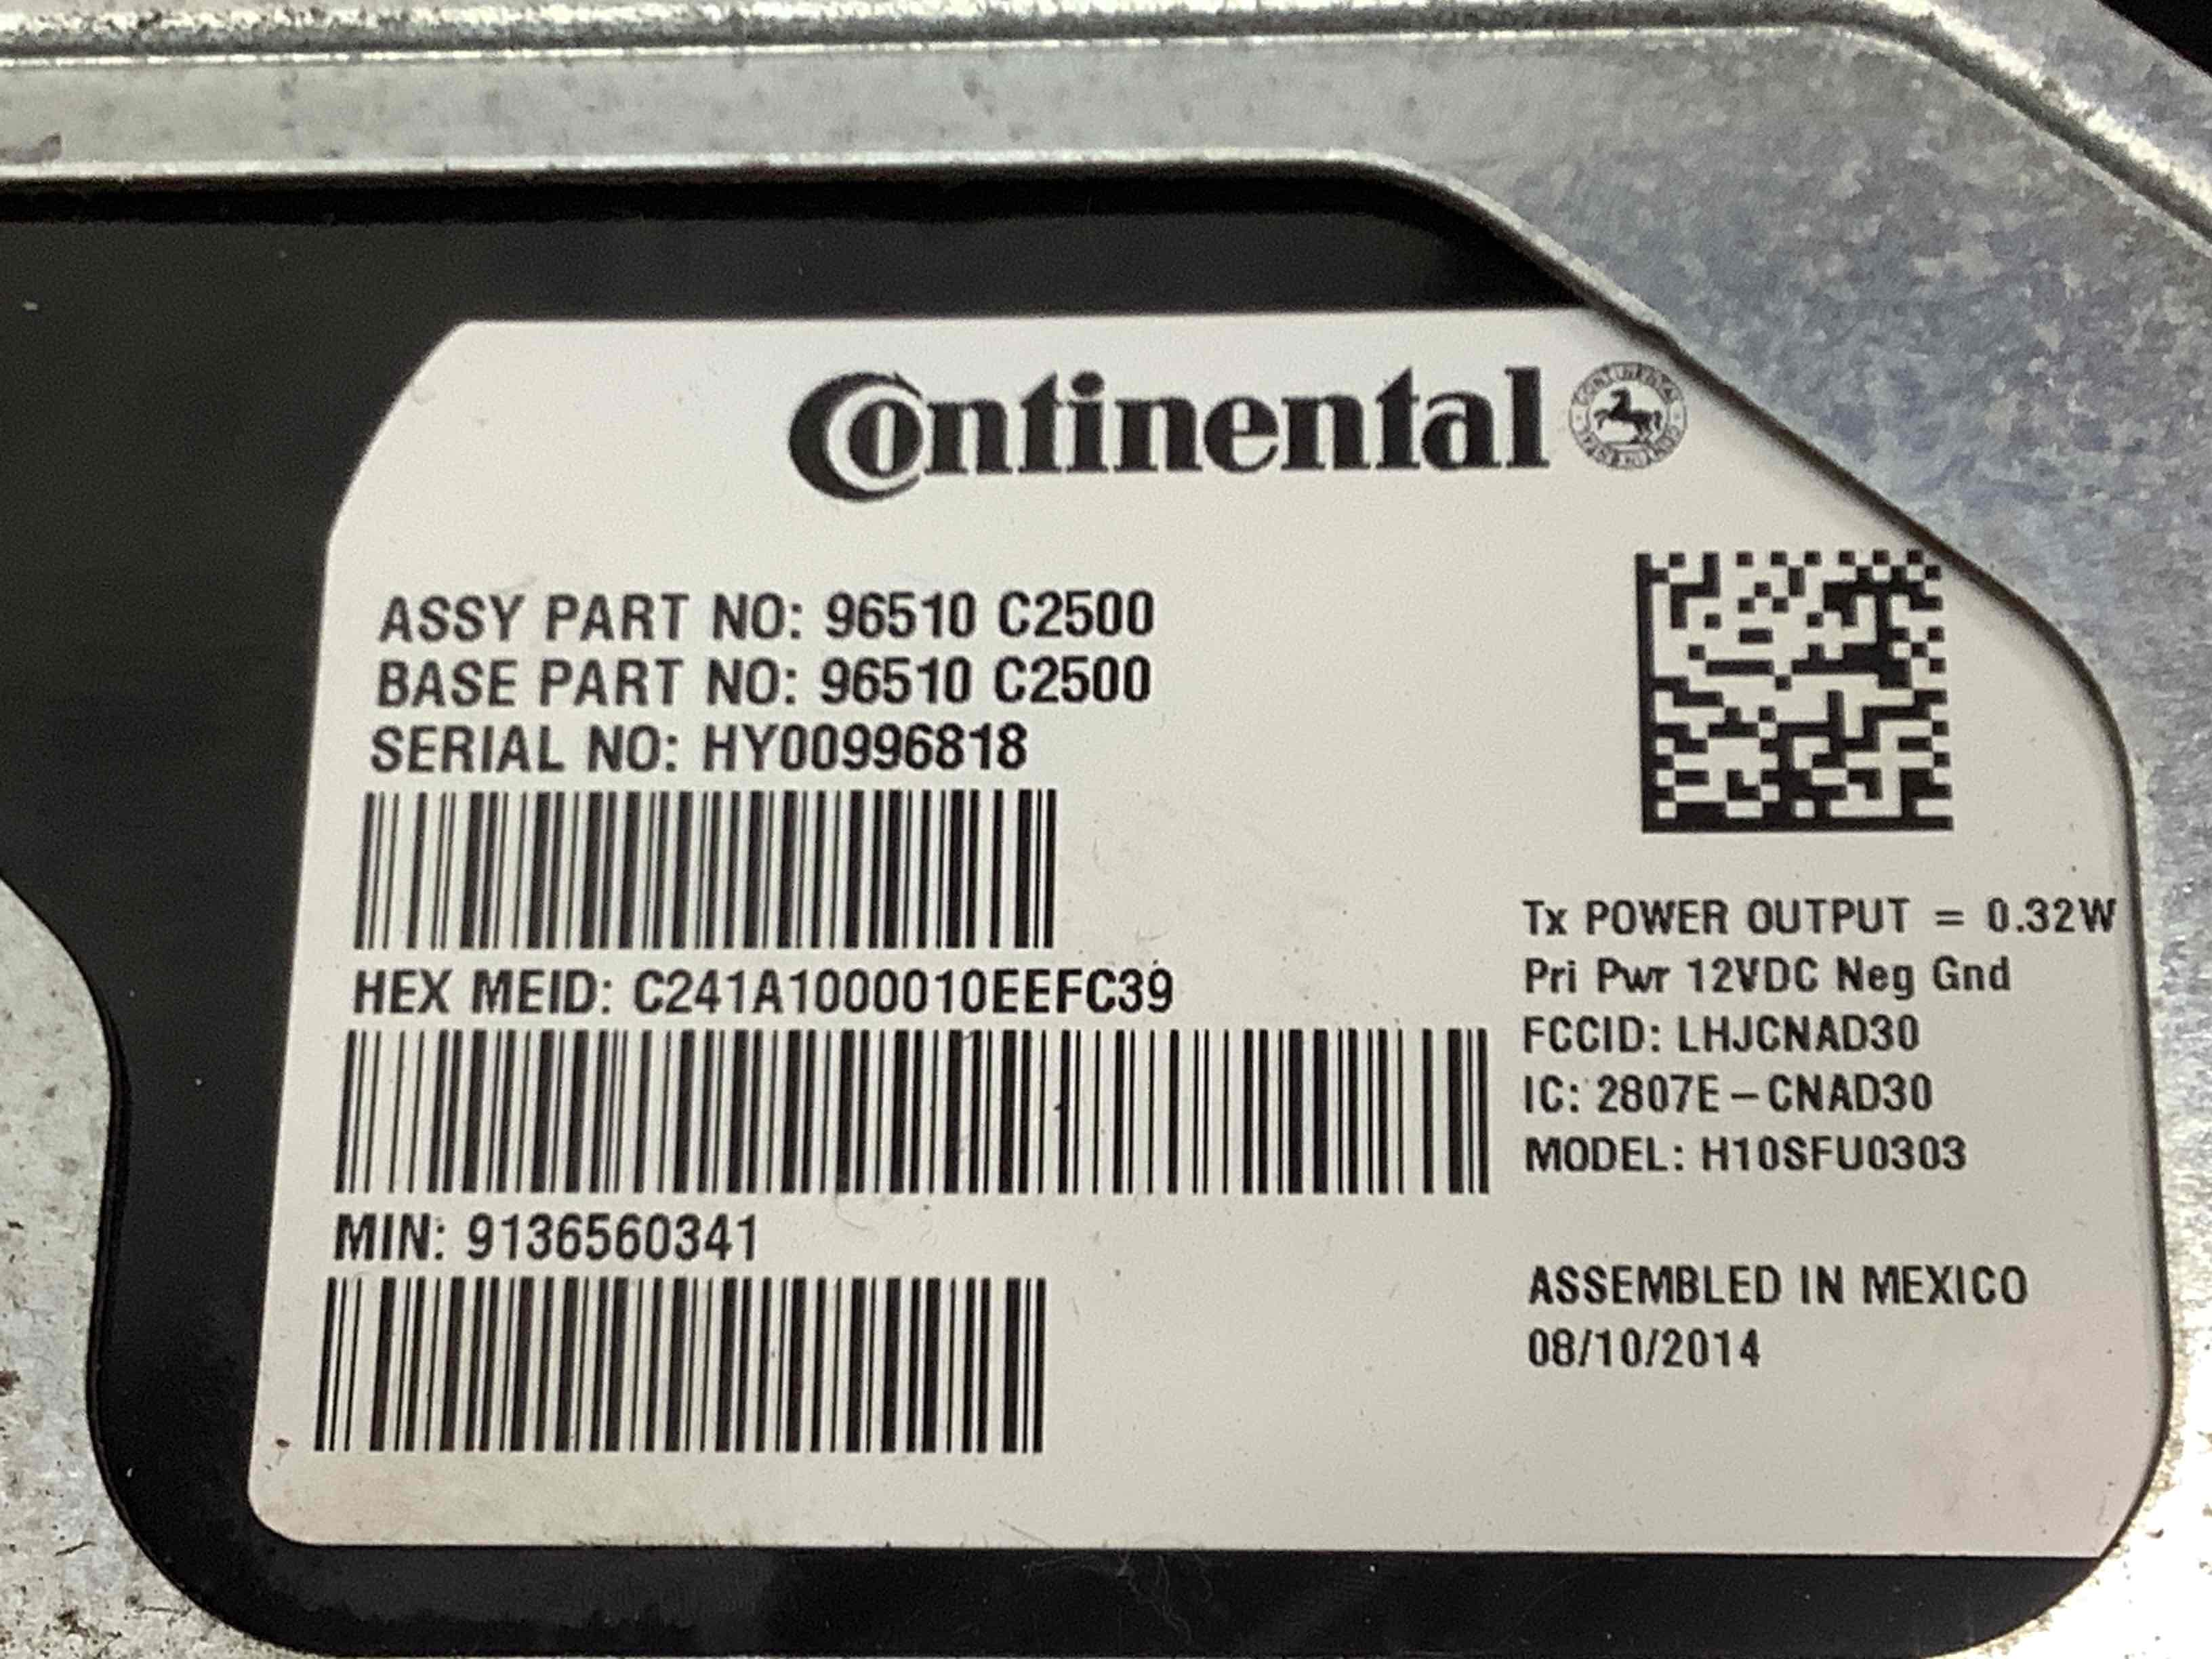 Continental
ASSY PART NO: 96510 C2500
BASE PART NO: 96510 C2500
SERIAL NO: HY00996818
HEX MEID: C241A1000010EEFC39
MIN: 9136560341
Tx POWER OUTPUT = 0.32W
Pri Pwr 12VDC Neg Gnd
FCCID: LHJCNAD30
IC: 2807E-CNAD30
MODEL: H10SFU0303
ASSEMBLED IN MEXICO
08/10/2014